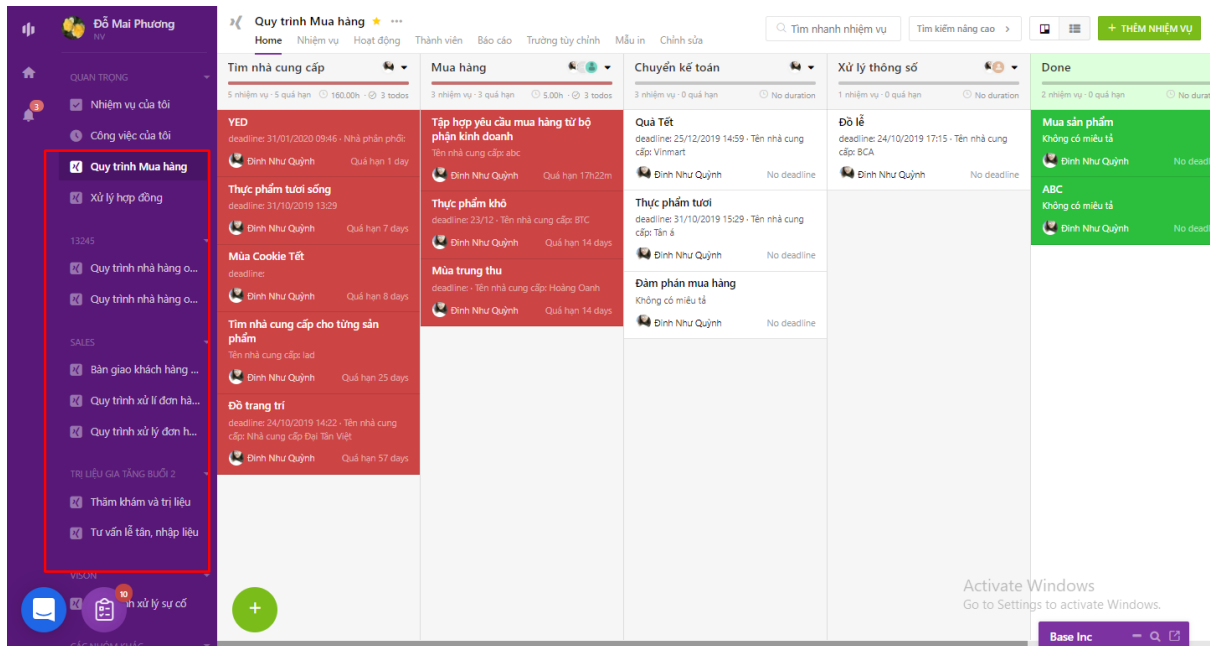 Đỗ Mai Phương
NV
QUAN TRỌNG
3
Nhiệm vụ của tôi
Công việc của tôi
Quy trình Mua hàng
Xử lý hợp đồng
13245
Quy trình nhà hàng o...
Quy trình nhà hàng o...
SALES
Bàn giao khách hàng ...
Quy trình xử lí đơn hà...
Quy trình xử lý đơn h...
TRỊ LIỆU GIA TĂNG BUỔI 2
Thăm khám và trị liệu
Tư vấn lễ tân, nhập liệu
VISON
10
xử lý sự cố
CÁC NHÓM KHÁC
Quy trình Mua hàng
Home Nhiệm vụ Hoạt động Thành viên Báo cáo Trường tùy chỉnh Mẫu in Chỉnh sửa
Tìm nhanh nhiệm vụ
Tìm kiếm nâng cao
+ THÊM NHIỆM VỤ
Tìm nhà cung cấp
5 nhiệm vụ · 5 quá hạn 160.00h · 3 todos
YED
deadline: 31/01/2020 09:46 · Nhà phân phối:
Đinh Như Quỳnh Quá hạn 1 day
Thực phẩm tươi sống
deadline: 31/10/2019 13:29
Đinh Như Quỳnh Quá hạn 7 days
Mùa Cookie Tết
deadline:
Đinh Như Quỳnh Quá hạn 8 days
Tìm nhà cung cấp cho từng sản
phẩm
Tên nhà cung cấp: lad
Đinh Như Quỳnh Quá hạn 25 days
Đồ trang trí
deadline: 24/10/2019 14:22 · Tên nhà cung
cấp: Nhà cung cấp Đại Tân Việt
Đinh Như Quỳnh Quá hạn 57 days
+
Mua hàng
3 nhiệm vụ · 3 quá hạn 5.00h · 3 todos
Tập hợp yêu cầu mua hàng từ bộ
phận kinh doanh
Tên nhà cung cấp: abc
Đinh Như Quỳnh Quá hạn 17h22m
Thực phẩm khô
deadline: 23/12 · Tên nhà cung cấp: BTC
Đinh Như Quỳnh Quá hạn 14 days
Mùa trung thu
deadline: · Tên nhà cung cấp: Hoàng Oanh
Đinh Như Quỳnh Quá hạn 14 days
Chuyển kế toán
3 nhiệm vụ · 0 quá hạn No duration
Quà Tết
deadline: 25/12/2019 14:59 · Tên nhà cung
cấp: Vinmart
Đinh Như Quỳnh No deadline
Thực phẩm tươi
deadline: 31/10/2019 15:29 · Tên nhà cung
cấp: Tân á
Đinh Như Quỳnh No deadline
Đàm phán mua hàng
Không có miêu tả
Đinh Như Quỳnh No deadline
Xử lý thông số
1 nhiệm vụ · 0 quá hạn No duration
Đồ lễ
deadline: 24/10/2019 17:15 · Tên nhà cung
cấp: BCA
Đinh Như Quỳnh No deadline
Done
2 nhiệm vụ · 0 quá hạn No durat
Mua sản phẩm
Không có miêu tả
Đinh Như Quỳnh No deadl
ABC
Không có miêu tả
Đinh Như Quỳnh No deadl
Activate Windows
Go to Settings to activate Windows.
Base Inc